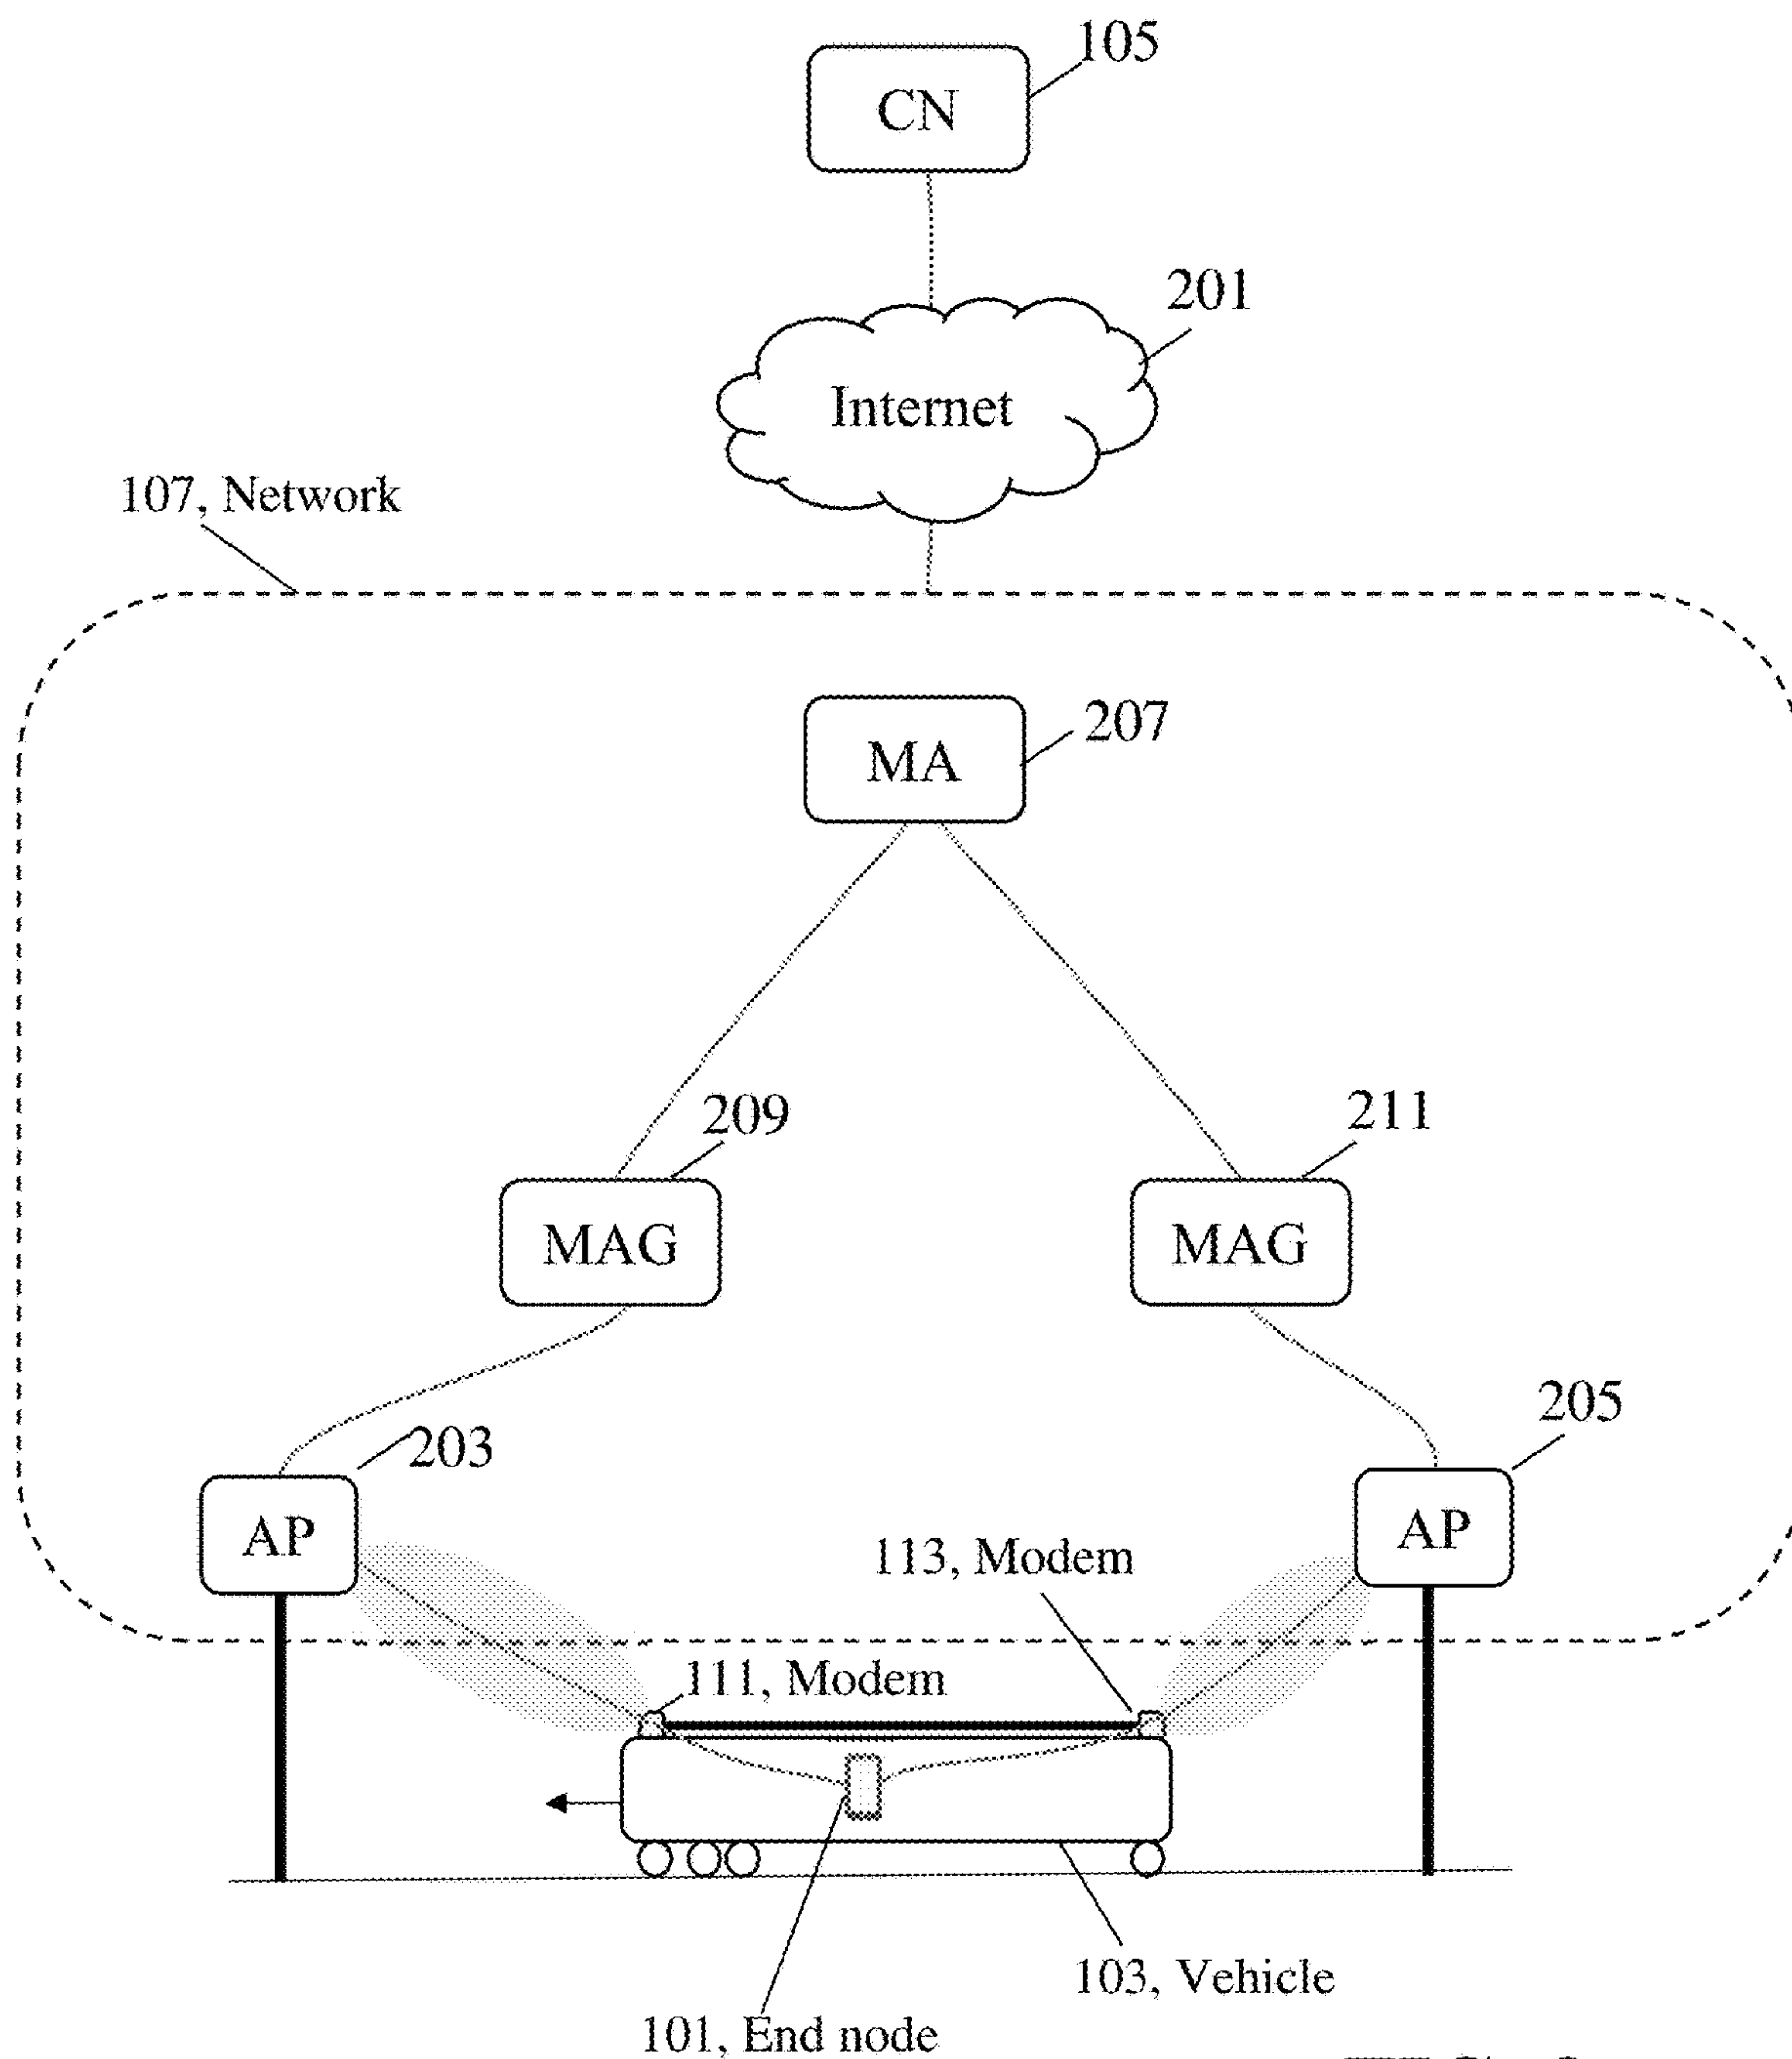 105
CN
201
Internet
107, Network
MA
207
209
211
MAG
MAG
205
203
AP
AP
113, Modem
111, Modem
103, Vehicle
101, End node